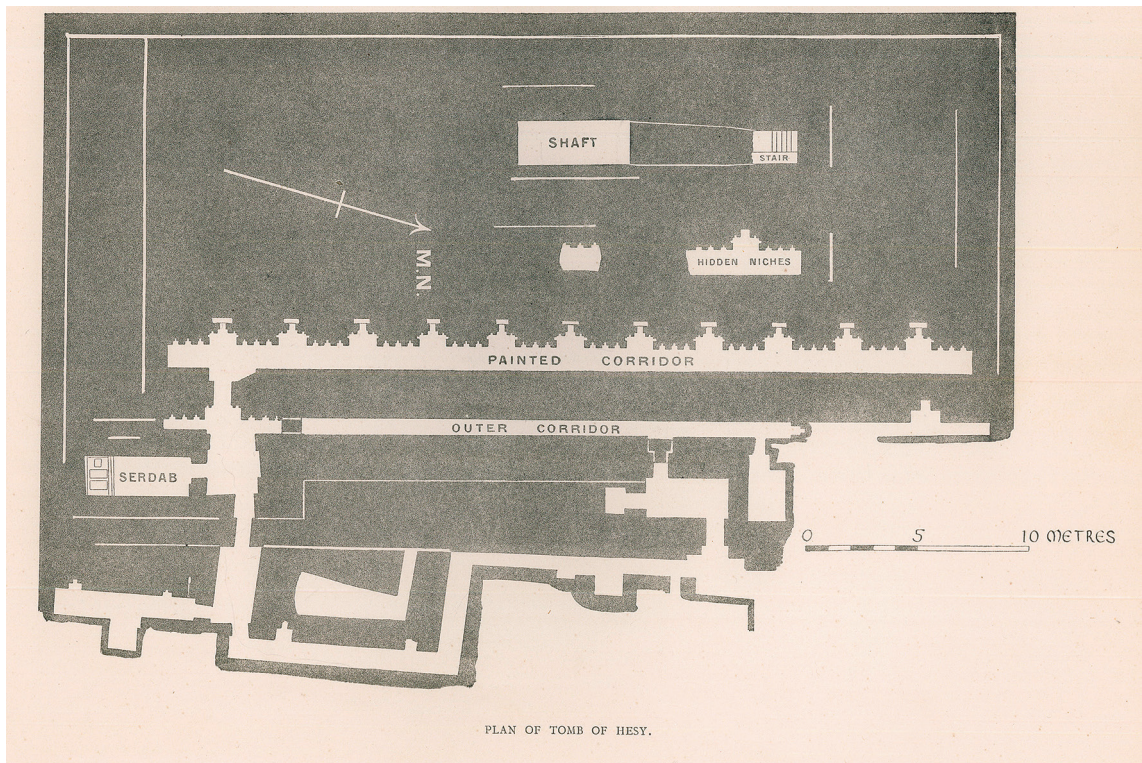 SHAFT
STAIR
M.N.
HIDDEN NICHES
PAINTED CORRIDOR
OUTER CORRIDOR
SERDAB
0 5 10 METRES
PLAN OF TOMB OF HESY.